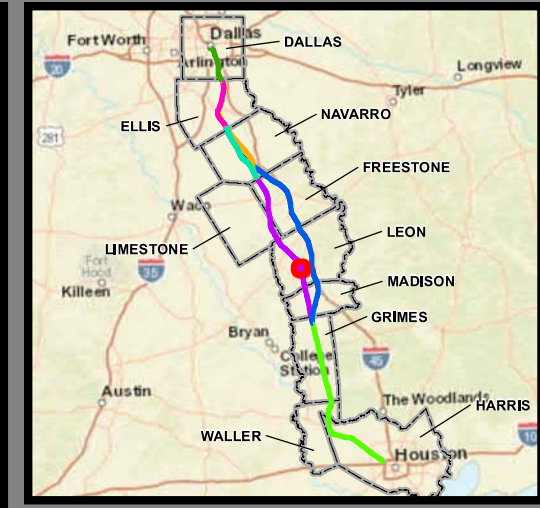 Dallas
DALLAS
Fort Worth
Arlington
Longview
20
Tyler
NAVARRO
ELLIS
281
FREESTONE
Waco
LEON
LIMESTONE
Fort
Hood
35
Killeen
MADISON
GRIMES
Bryan
College
Station
45
Austin
The Woodlands
HARRIS
WALLER
10
Houston